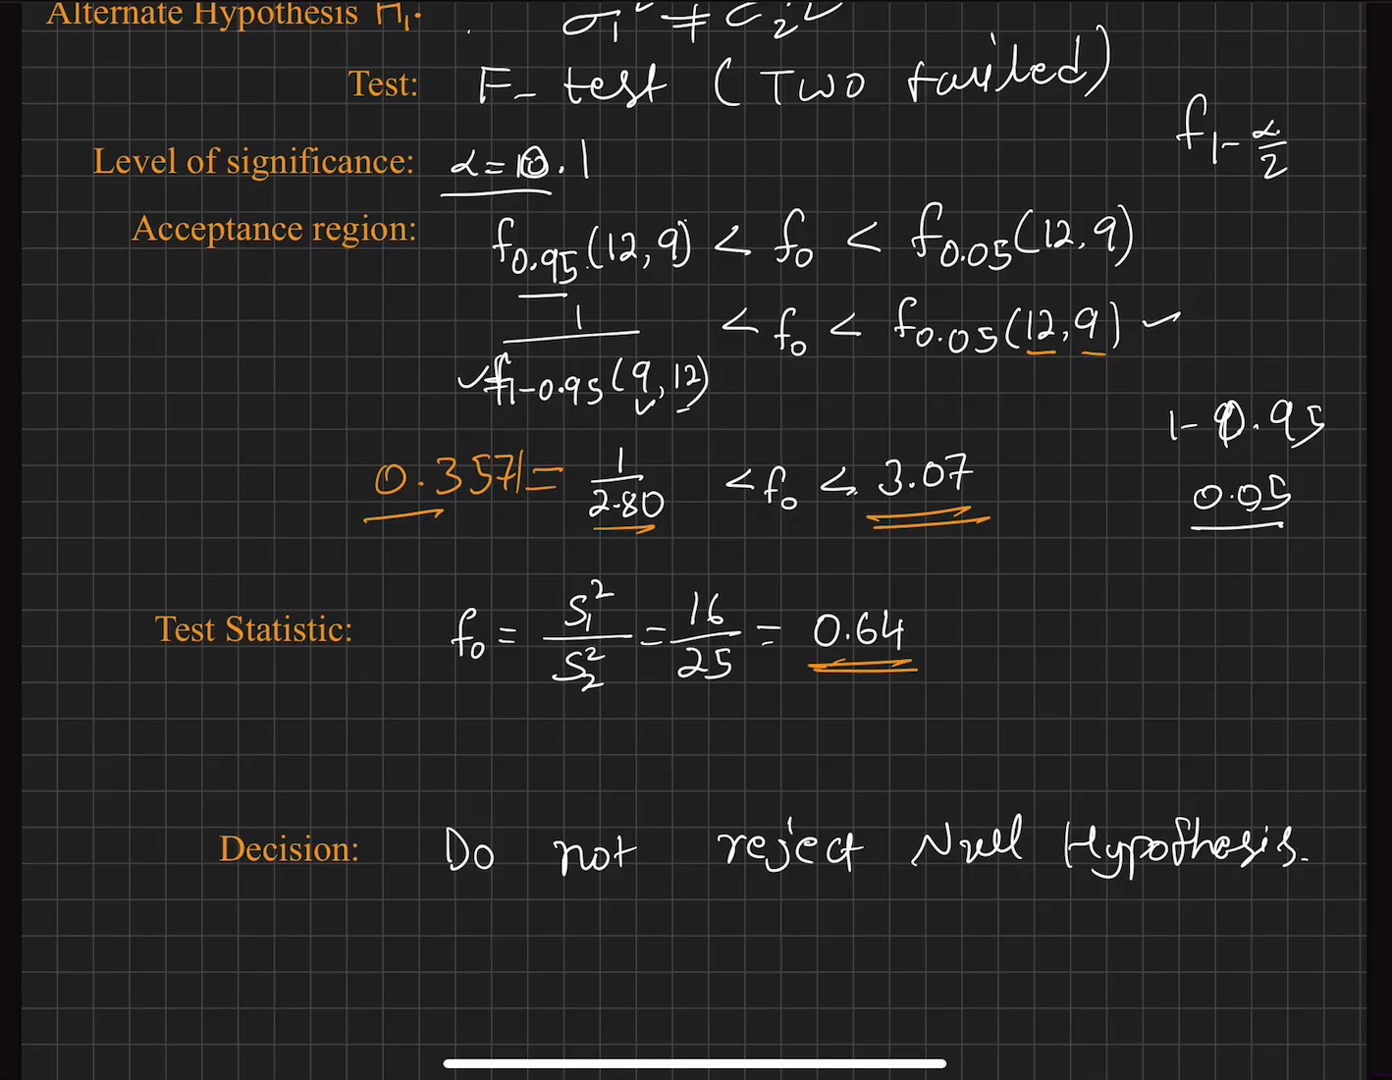 Alternate Hypothesis H₁: σ₁² ≠ σ₂²
Test: F-test (Two tailed)
f₁₋α/₂
Level of significance: α = 0.1
Acceptance region: f₀.₉₅(12,9) < f₀ < f₀.₀₅(12,9)
1/f₁₋₀.₉₅(9,12) < f₀ < f₀.₀₅(12,9) ✓
1-0.95
0.3571 = 1/2.80 < f₀ < 3.07
0.05
Test Statistic: f₀ = S₁²/S₂² = 16/25 = 0.64
Decision: Do not reject Null Hypothesis.